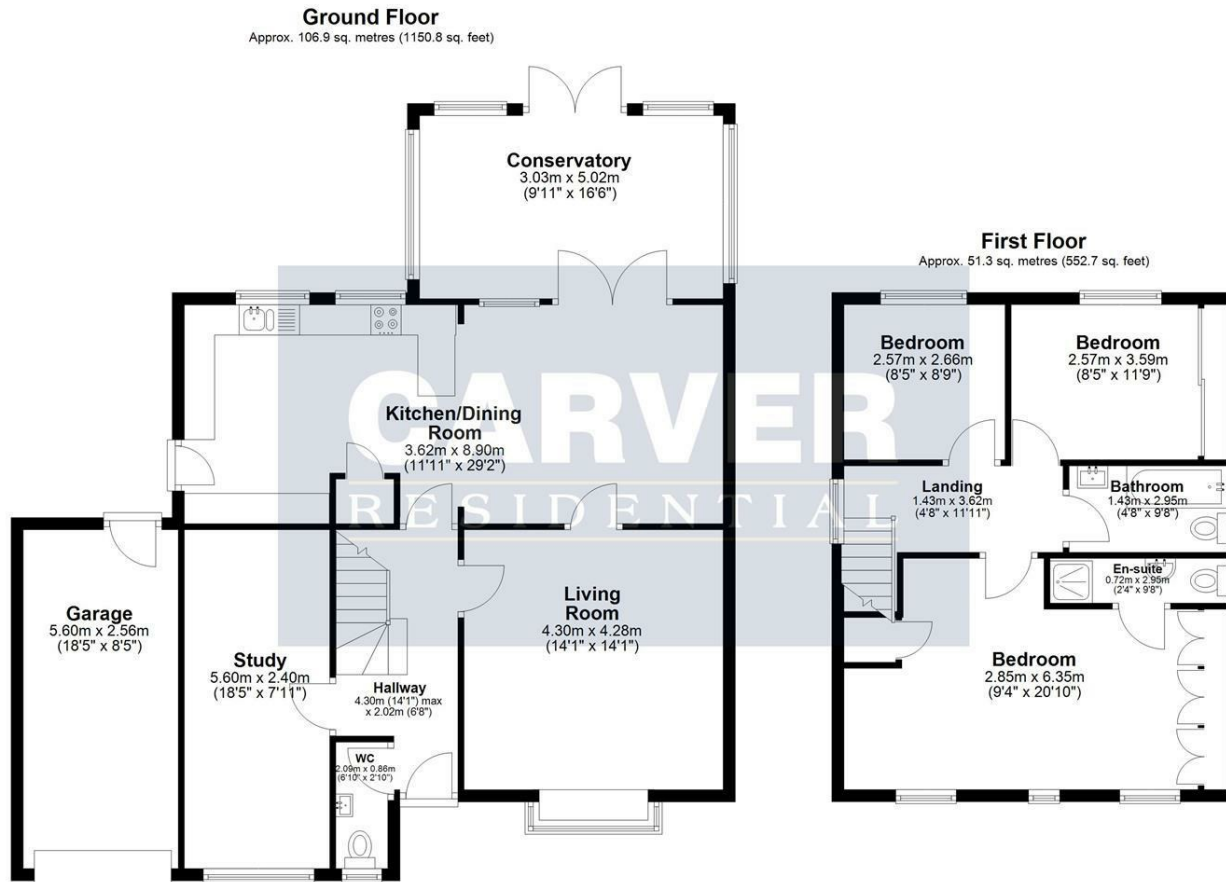 Ground Floor
Approx. 106.9 sq. metres (1150.8 sq. feet)
Conservatory
3.03m x 5.02m
(9'11" x 16'6")
Kitchen/Dining
Room
3.62m x 8.90m
(11'11" x 29'2")
Garage
5.60m x 2.56m
(18'5" x 8'5")
Study
5.60m x 2.40m
(18'5" x 7'11")
Hallway
4.30m (14'1") max
x 2.02m (6'8")
WC
2.09m x 0.86m
(6'10" x 2'10")
Living
Room
4.30m x 4.28m
(14'1" x 14'1")
First Floor
Approx. 51.3 sq. metres (552.7 sq. feet)
Bedroom
2.57m x 2.66m
(8'5" x 8'9")
Bedroom
2.57m x 3.59m
(8'5" x 11'9")
Landing
1.43m x 3.62m
(4'8" x 11'11")
Bathroom
1.43m x 2.95m
(4'8" x 9'8")
En-suite
0.72m x 2.95m
(2'4" x 9'8")
Bedroom
2.85m x 6.35m
(9'4" x 20'10")
CARVER
RESIDENTIAL